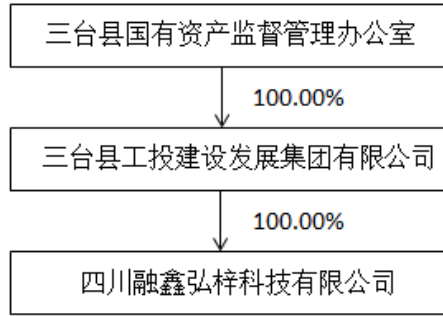 三台县国有资产监督管理办公室
100.00%
三台县工投建设发展集团有限公司
100.00%
四川融鑫弘梓科技有限公司